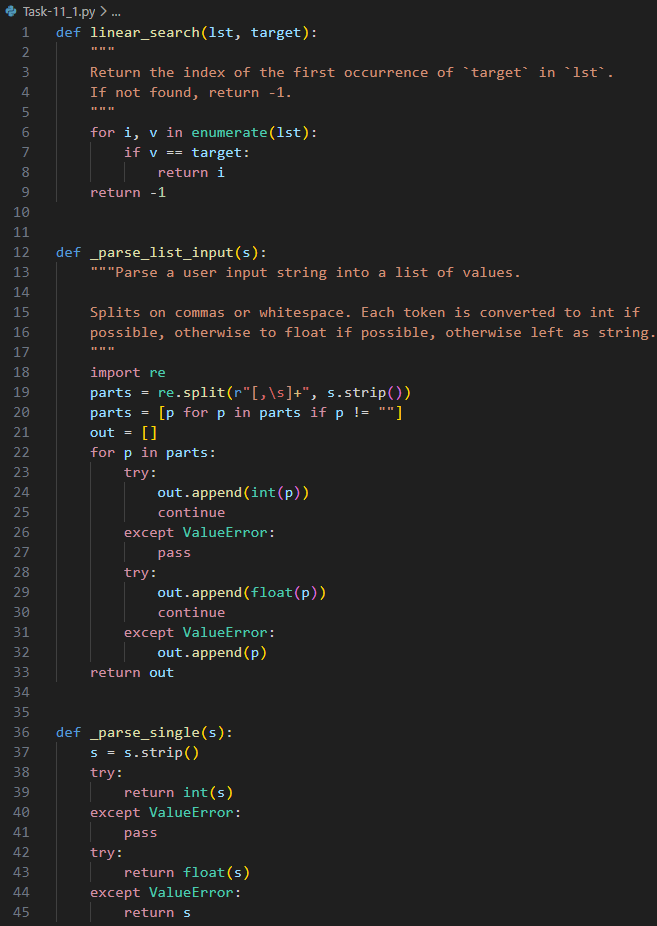 Task-11_1.py > ...
1 def linear_search(lst, target):
2     """
3     Return the index of the first occurrence of `target` in `lst`.
4     If not found, return -1.
5     """
6     for i, v in enumerate(lst):
7         if v == target:
8             return i
9     return -1
10
11
12 def _parse_list_input(s):
13     """Parse a user input string into a list of values.
14
15     Splits on commas or whitespace. Each token is converted to int if
16     possible, otherwise to float if possible, otherwise left as string.
17     """
18     import re
19     parts = re.split(r"[,\s]+", s.strip())
20     parts = [p for p in parts if p != ""]
21     out = []
22     for p in parts:
23         try:
24             out.append(int(p))
25             continue
26         except ValueError:
27             pass
28         try:
29             out.append(float(p))
30             continue
31         except ValueError:
32             out.append(p)
33     return out
34
35
36 def _parse_single(s):
37     s = s.strip()
38     try:
39         return int(s)
40     except ValueError:
41         pass
42     try:
43         return float(s)
44     except ValueError:
45         return s